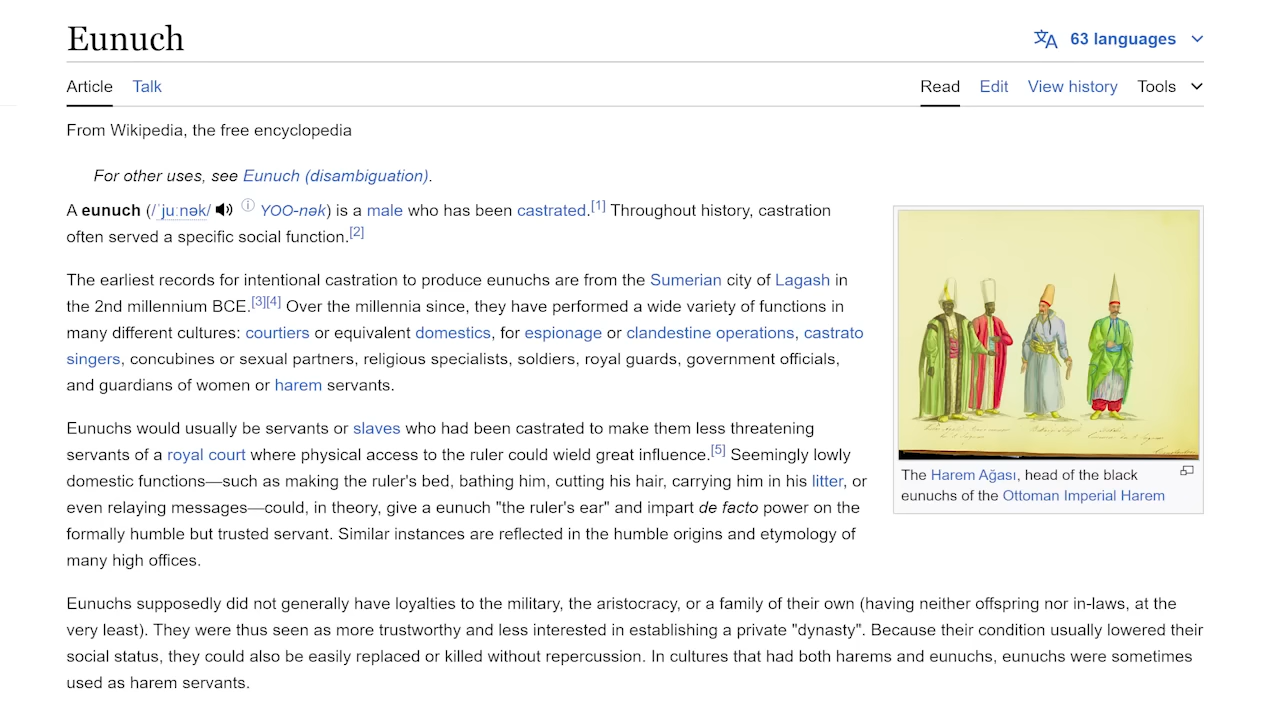 Eunuch
63 languages
Article Talk
Read Edit View history Tools
From Wikipedia, the free encyclopedia
For other uses, see Eunuch (disambiguation).
A eunuch (/ˈjuːnək/ ⓘ YOO-nək) is a male who has been castrated.[1] Throughout history, castration
often served a specific social function.[2]
The earliest records for intentional castration to produce eunuchs are from the Sumerian city of Lagash in
the 2nd millennium BCE.[3][4] Over the millennia since, they have performed a wide variety of functions in
many different cultures: courtiers or equivalent domestics, for espionage or clandestine operations, castrato
singers, concubines or sexual partners, religious specialists, soldiers, royal guards, government officials,
and guardians of women or harem servants.
Eunuchs would usually be servants or slaves who had been castrated to make them less threatening
servants of a royal court where physical access to the ruler could wield great influence.[5] Seemingly lowly
domestic functions—such as making the ruler's bed, bathing him, cutting his hair, carrying him in his litter, or
even relaying messages—could, in theory, give a eunuch "the ruler's ear" and impart de facto power on the
formally humble but trusted servant. Similar instances are reflected in the humble origins and etymology of
many high offices.
The Harem Ağası, head of the black
eunuchs of the Ottoman Imperial Harem
Eunuchs supposedly did not generally have loyalties to the military, the aristocracy, or a family of their own (having neither offspring nor in-laws, at the
very least). They were thus seen as more trustworthy and less interested in establishing a private "dynasty". Because their condition usually lowered their
social status, they could also be easily replaced or killed without repercussion. In cultures that had both harems and eunuchs, eunuchs were sometimes
used as harem servants.